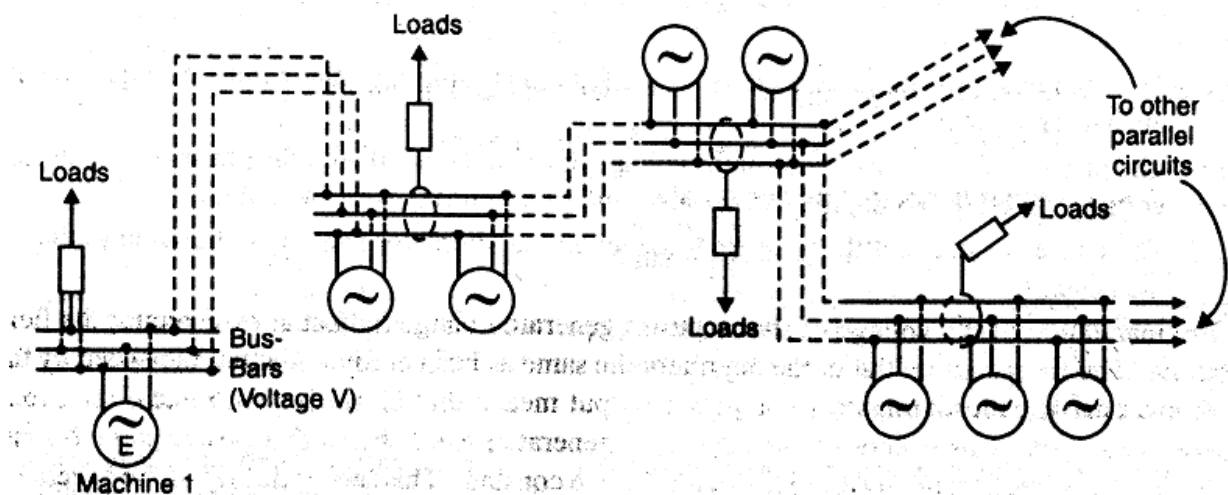 Loads
Loads
To other
parallel
circuits
Loads
Loads
Bus-
Bars
(Voltage V)
E
Machine 1